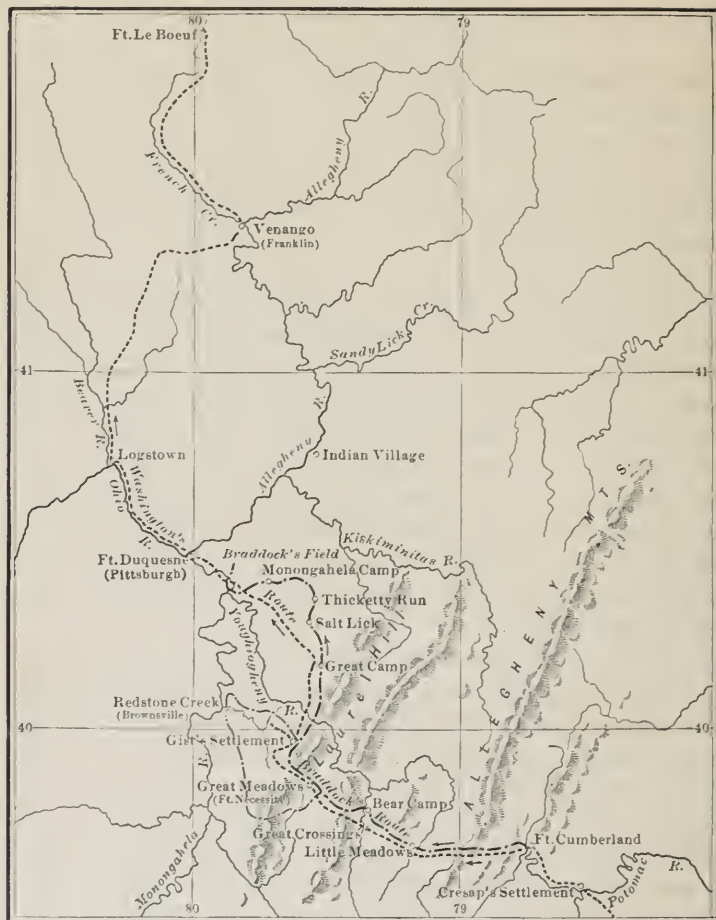 80
79
Ft. Le Boeuf
French Cr.
Allegheny R.
Venango
(Franklin)
Sandy Lick Cr.
41
41
Beaver R.
Allegheny R.
Logstown
Indian Village
Ohio R.
Washington's Route
ALLEGHENY MTS.
Kiskiminitas R.
Braddock's Field
Ft. Duquesne
(Pittsburgh)
Monongahela Camp
Thicketty Run
Salt Lick
Youghiogheny R.
Laurel Hill
Great Camp
Redstone Creek
(Brownsville)
40
40
Gist's Settlement
Great Meadows
(Ft. Necessity)
Braddock's Route
Bear Camp
Great Crossings
Little Meadows
Ft. Cumberland
Monongahela R.
Cresap's Settlement
Potomac R.
80
79